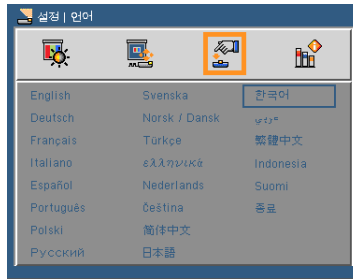 설정 | 언어
English Svenska 한국어
Deutsch Norsk / Dansk
Français Türkçe 繁體中文
Italiano ελληνικά Indonesia
Español Nederlands Suomi
Português Čeština 종료
Polski 简体中文
Русский 日本語